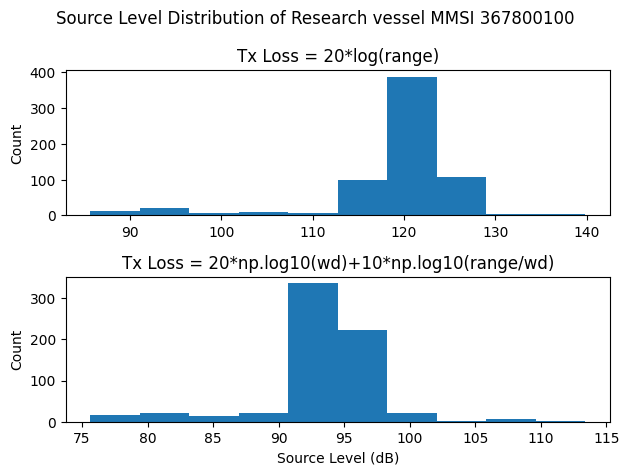 Source Level Distribution of Research vessel MMSI 367800100
Tx Loss = 20*log(range)
400
300
200
100
0
Count
90 100 110 120 130 140
Tx Loss = 20*np.log10(wd)+10*np.log10(range/wd)
300
200
100
0
Count
75 80 85 90 95 100 105 110 115
Source Level (dB)